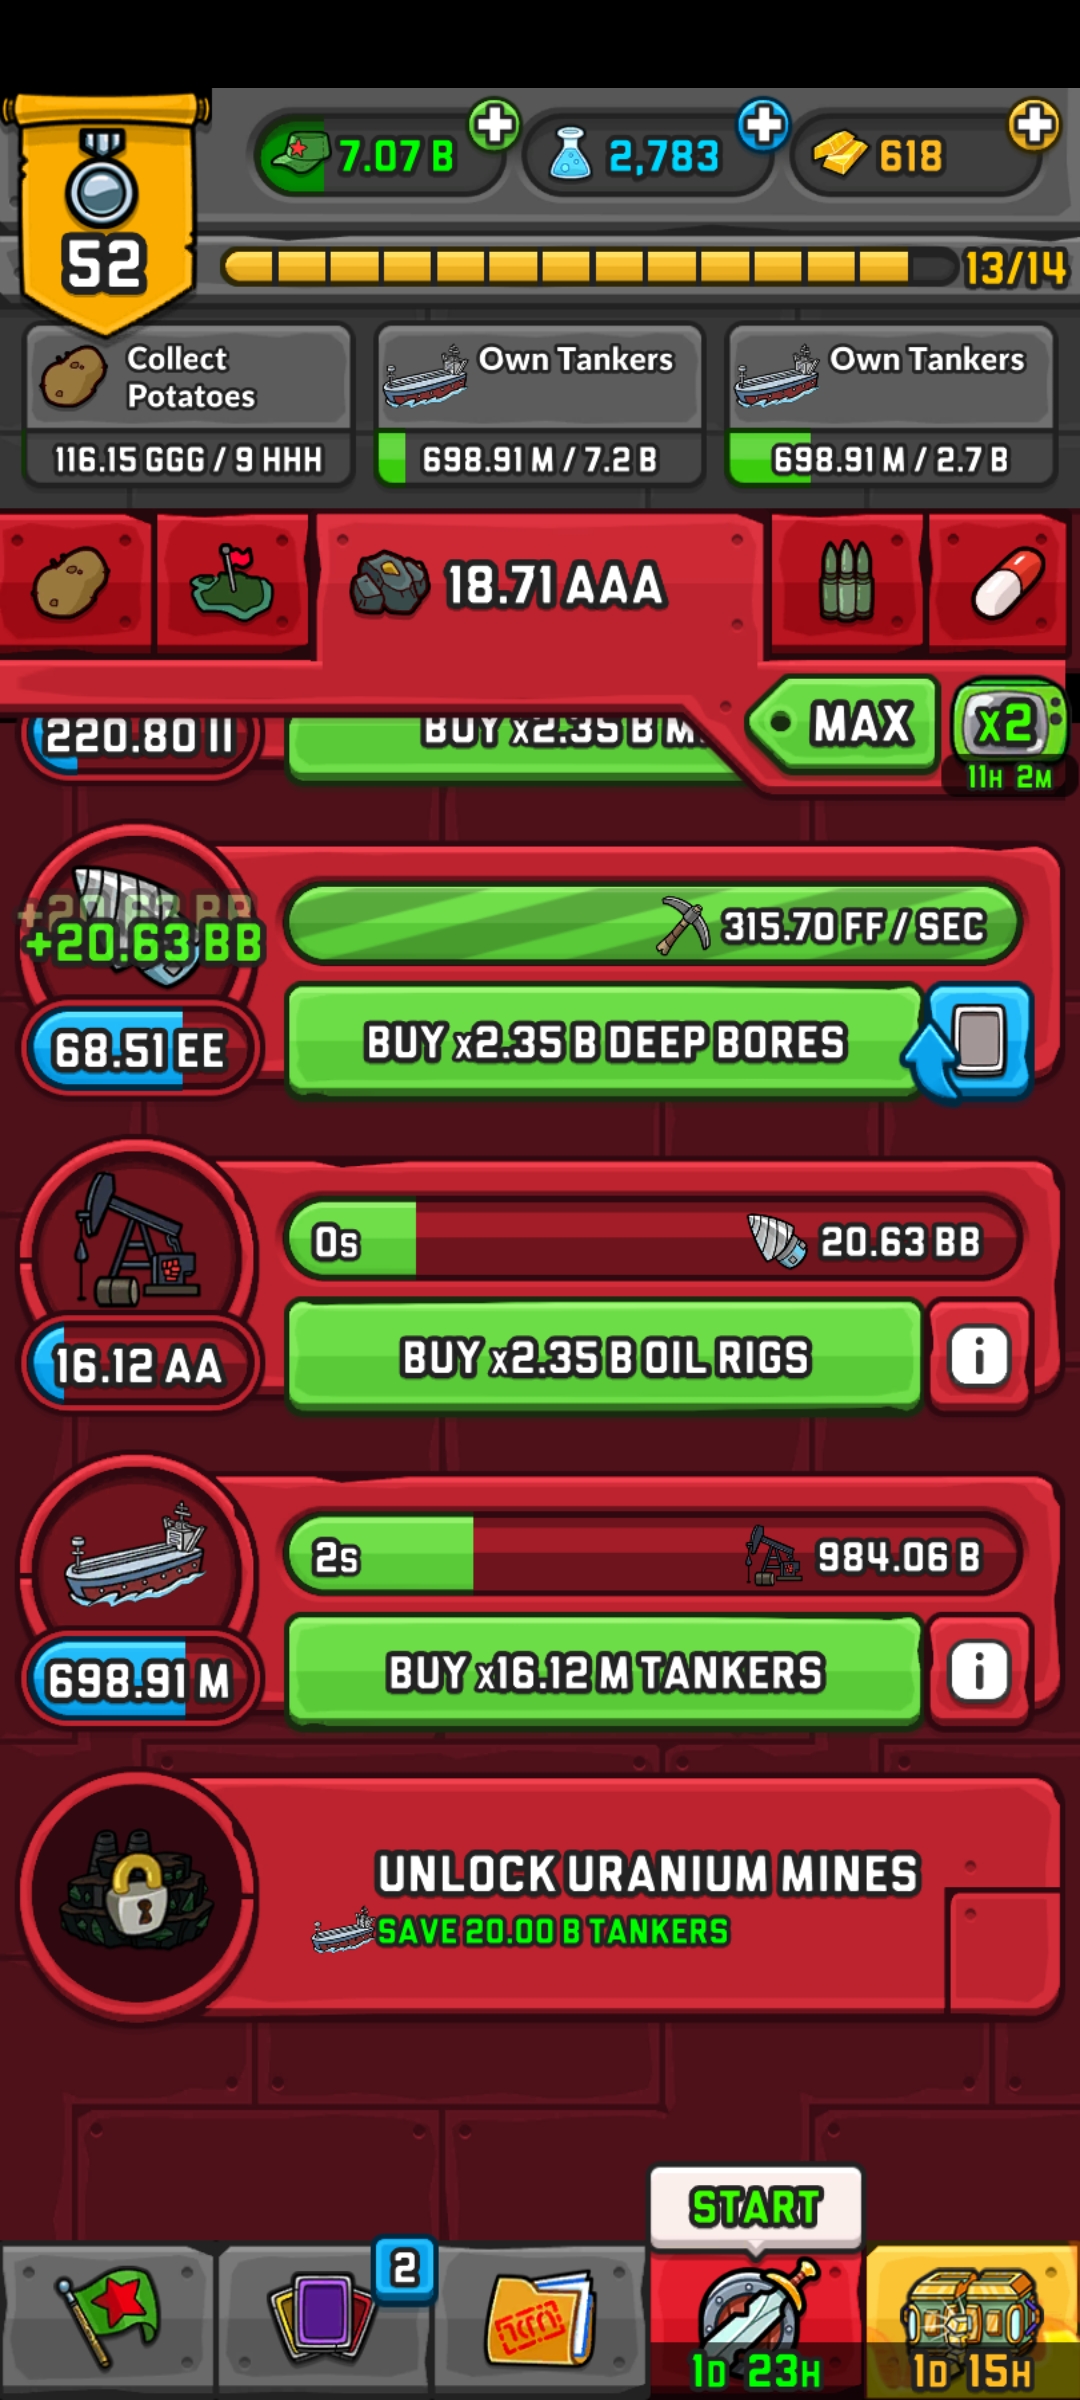 7.07 B
2,783
618
52
13/14
Collect
Potatoes
116.15 GGG / 9 HHH
Own Tankers
698.91 M / 7.2 B
Own Tankers
698.91 M / 2.7 B
18.71 AAA
MAX
x2
11H 2M
220.80 II
BUY x2.35 B M
+20.63 BB
+20.63 BB
315.70 FF / SEC
68.51 EE
BUY x2.35 B DEEP BORES
0s
20.63 BB
16.12 AA
BUY x2.35 B OIL RIGS
i
2s
984.06 B
698.91 M
BUY x16.12 M TANKERS
i
UNLOCK URANIUM MINES
SAVE 20.00 B TANKERS
START
2
1D 23H
1D 15H